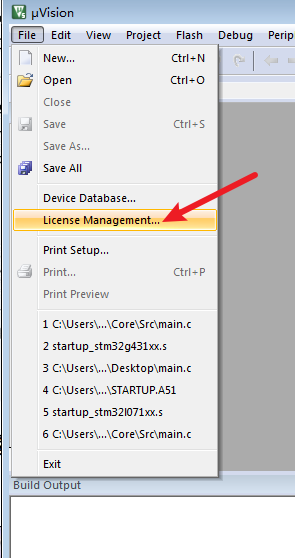 µVision
File Edit View Project Flash Debug Perip
New... Ctrl+N
Open Ctrl+O
Close
Save Ctrl+S
Save As...
Save All
Device Database...
License Management...
Print Setup...
Print... Ctrl+P
Print Preview
1 C:\Users\...\Core\Src\main.c
2 startup_stm32g431xx.s
3 C:\Users\...\Desktop\main.c
4 C:\Users\...\STARTUP.A51
5 startup_stm32l071xx.s
6 C:\Users\...\Core\Src\main.c
Exit
Build Output